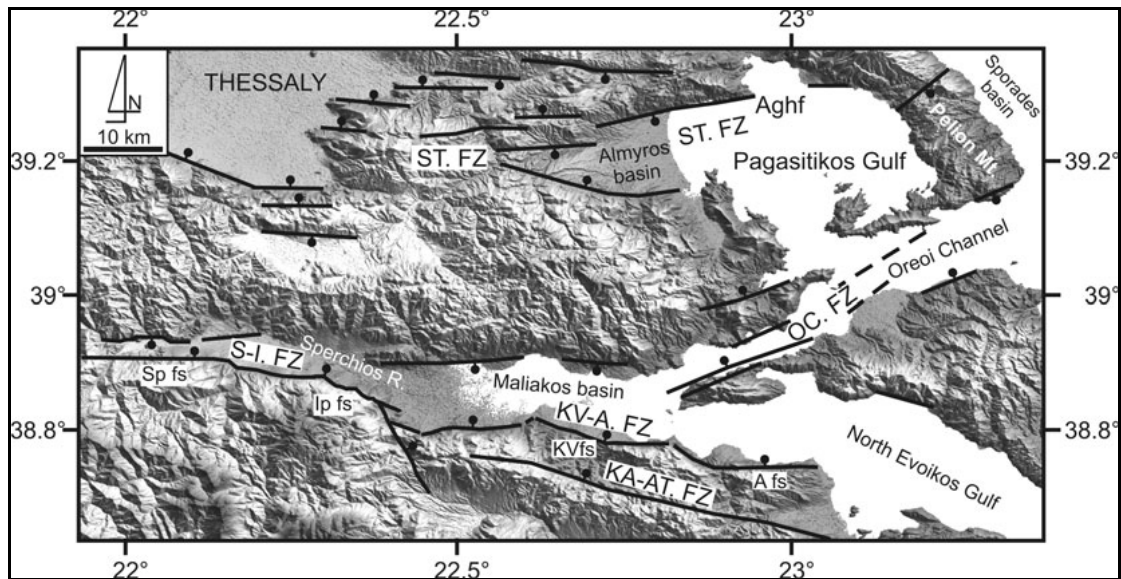 22°
22.5°
23°
N
10 km
THESSALY
ST. FZ
Almyros
basin
ST. FZ
Aghf
Pagasitikos Gulf
Pelion Mt.
Sporades
basin
39.2°
39.2°
Oreoi Channel
OC. FZ
39°
39°
S-I. FZ
Sperchios R.
Sp fs
Ip fs
Maliakos basin
KV-A. FZ
KVfs
KA-AT. FZ
A fs
North Evoikos Gulf
38.8°
38.8°
22°
22.5°
23°